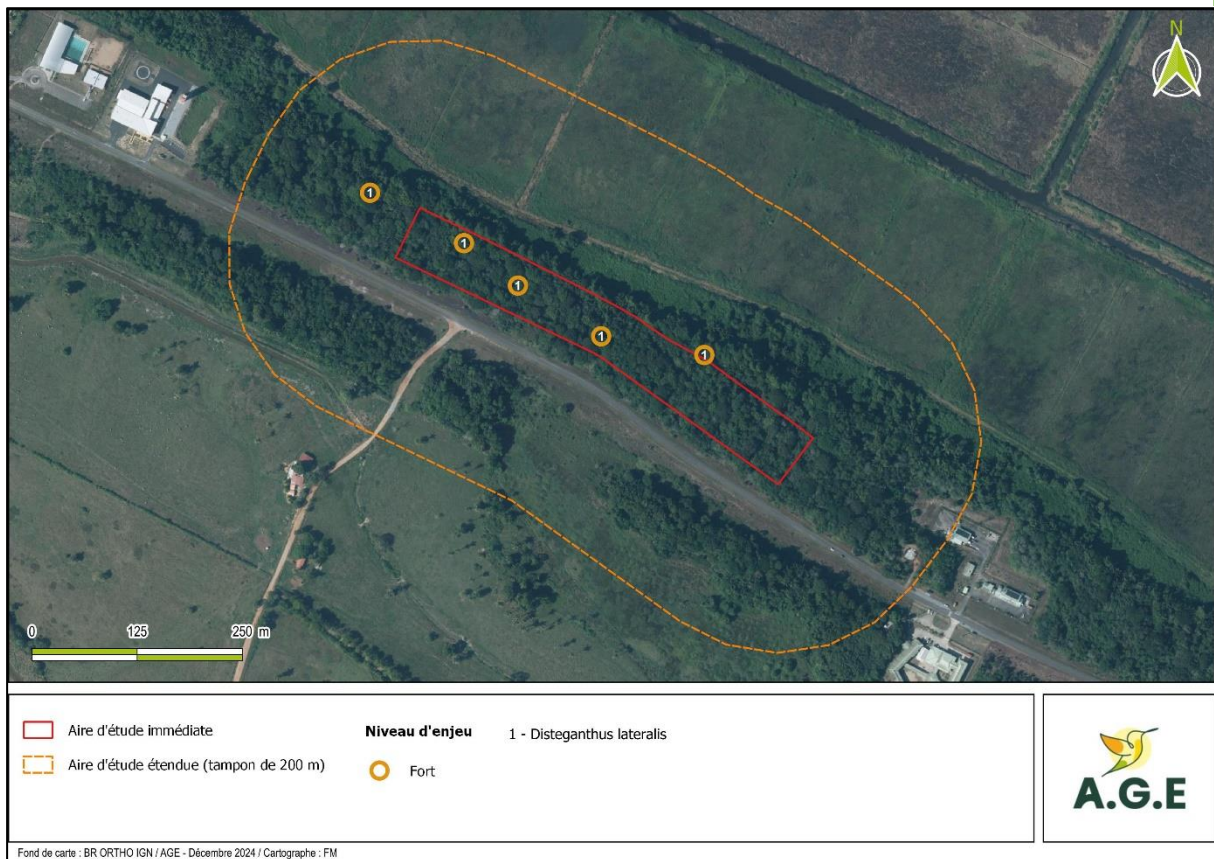 N
1
1
1
1
1
0 125 250 m
Aire d'étude immédiate
Aire d'étude étendue (tampon de 200 m)
Niveau d'enjeu
Fort
1 - Disteganthus lateralis
A.G.E
Fond de carte : BR ORTHO IGN / AGE - Décembre 2024 / Cartographe : FM